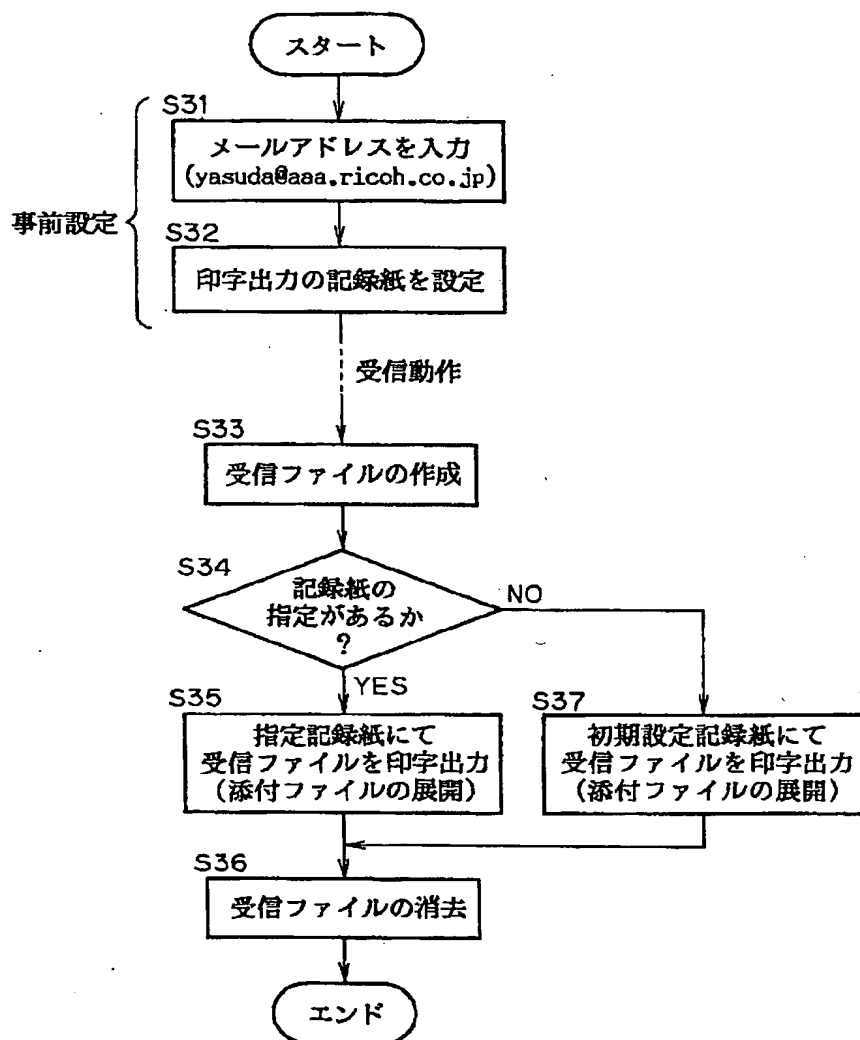 スタート
S31
メールアドレスを入力
(yasuda@aaa.ricoh.co.jp)
事前設定
S32
印字出力の記録紙を設定
受信動作
S33
受信ファイルの作成
S34
記録紙の
指定があるか
?
NO
YES
S35
指定記録紙にて
受信ファイルを印字出力
(添付ファイルの展開)
S37
初期設定記録紙にて
受信ファイルを印字出力
(添付ファイルの展開)
S36
受信ファイルの消去
エンド